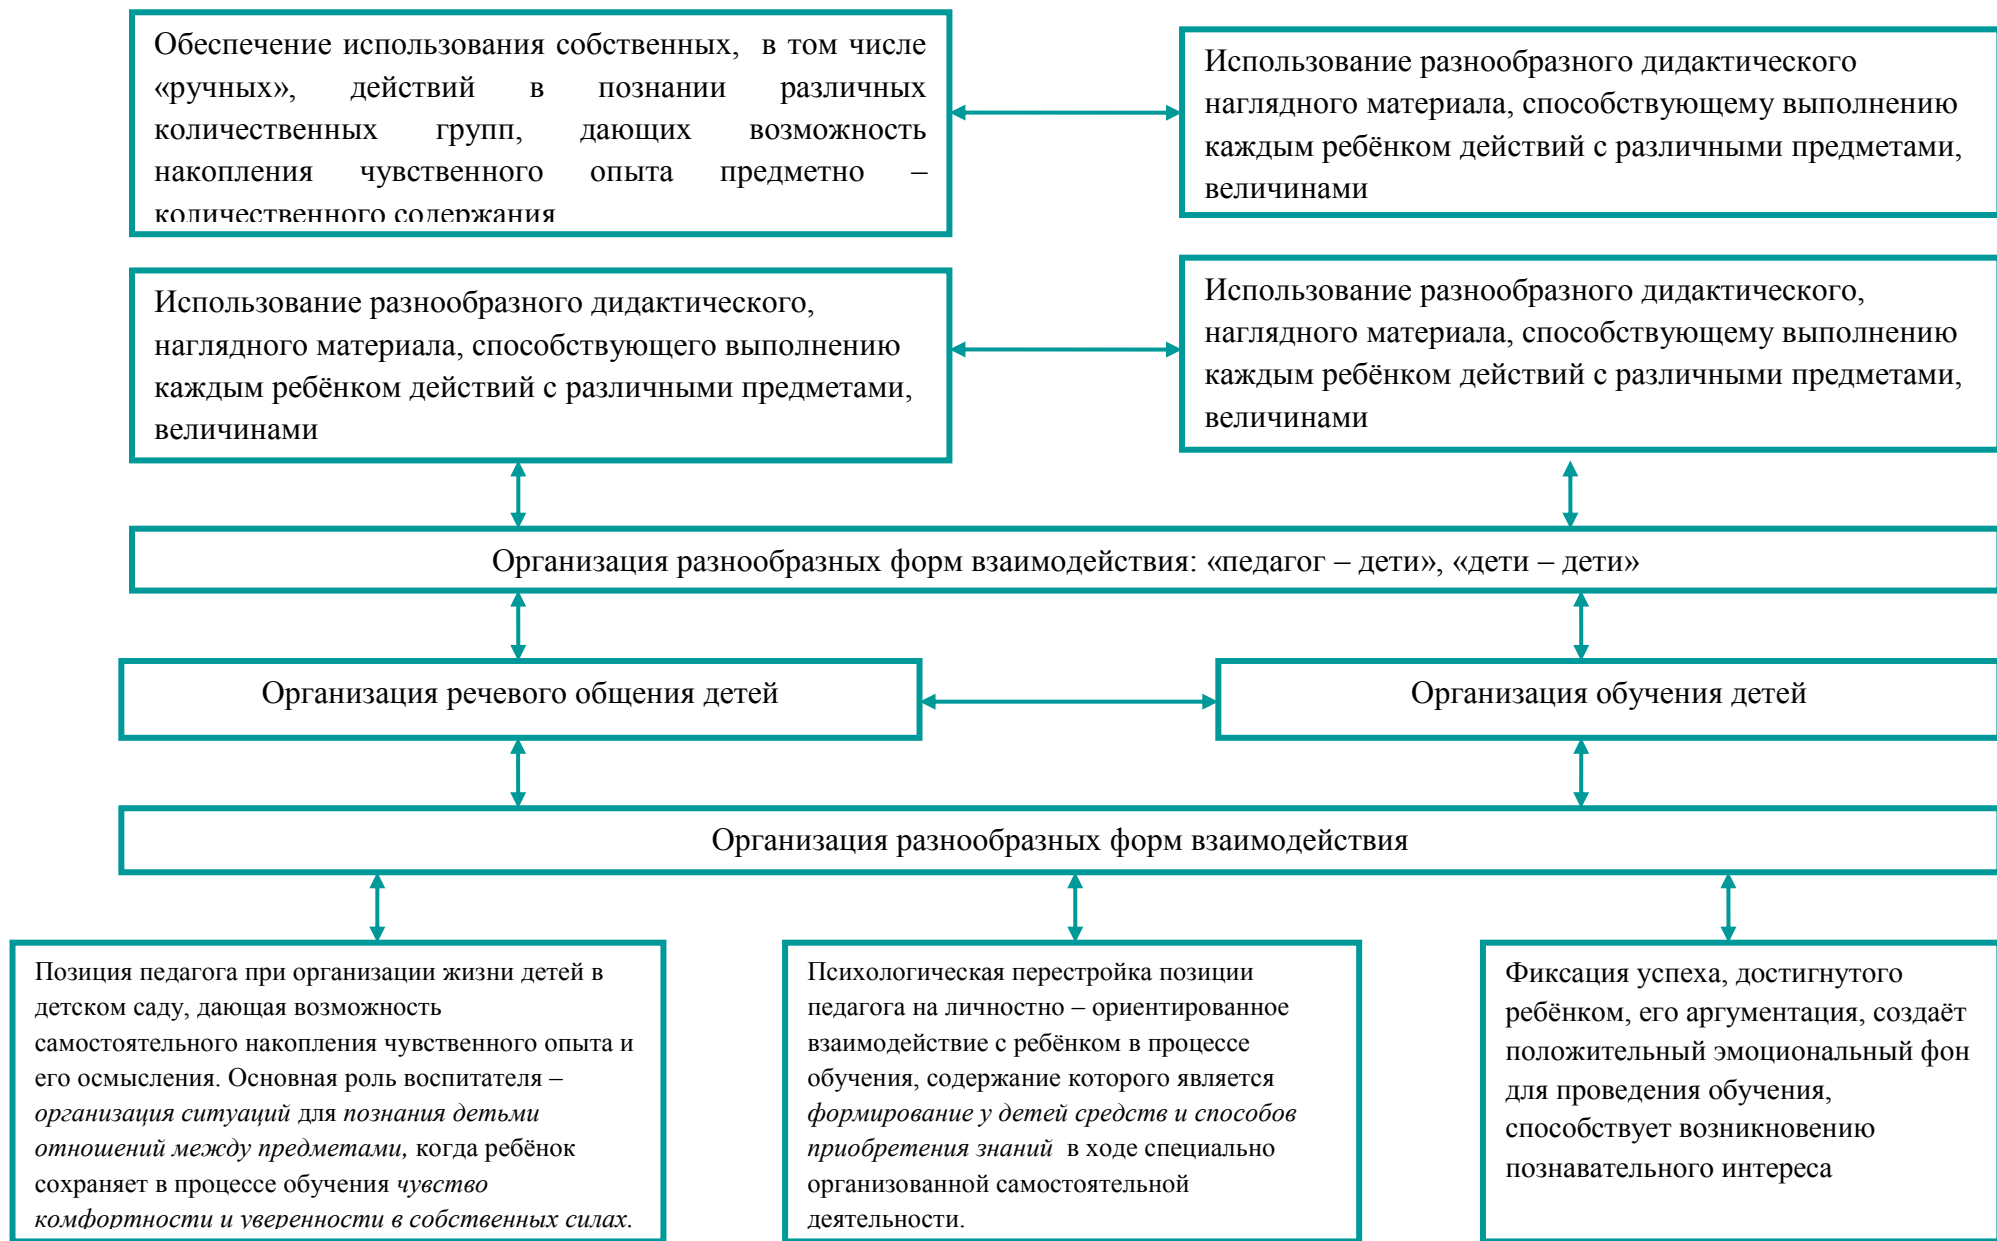 Обеспечение использования собственных, в том числе
«ручных», действий в познании различных
количественных групп, дающих возможность
накопления чувственного опыта предметно –
количественного содержания
Использование разнообразного дидактического
наглядного материала, способствующему выполнению
каждым ребёнком действий с различными предметами,
величинами
Использование разнообразного дидактического,
наглядного материала, способствующего выполнению
каждым ребёнком действий с различными предметами,
величинами
Использование разнообразного дидактического,
наглядного материала, способствующему выполнению
каждым ребёнком действий с различными предметами,
величинами
Организация разнообразных форм взаимодействия: «педагог – дети», «дети – дети»
Организация речевого общения детей
Организация обучения детей
Организация разнообразных форм взаимодействия
Позиция педагога при организации жизни детей в
детском саду, дающая возможность
самостоятельного накопления чувственного опыта и
его осмысления. Основная роль воспитателя –
организация ситуаций для познания детьми
отношений между предметами, когда ребёнок
сохраняет в процессе обучения чувство
комфортности и уверенности в собственных силах.
Психологическая перестройка позиции
педагога на личностно – ориентированное
взаимодействие с ребёнком в процессе
обучения, содержание которого является
формирование у детей средств и способов
приобретения знаний в ходе специально
организованной самостоятельной
деятельности.
Фиксация успеха, достигнутого
ребёнком, его аргументация, создаёт
положительный эмоциональный фон
для проведения обучения,
способствует возникновению
познавательного интереса